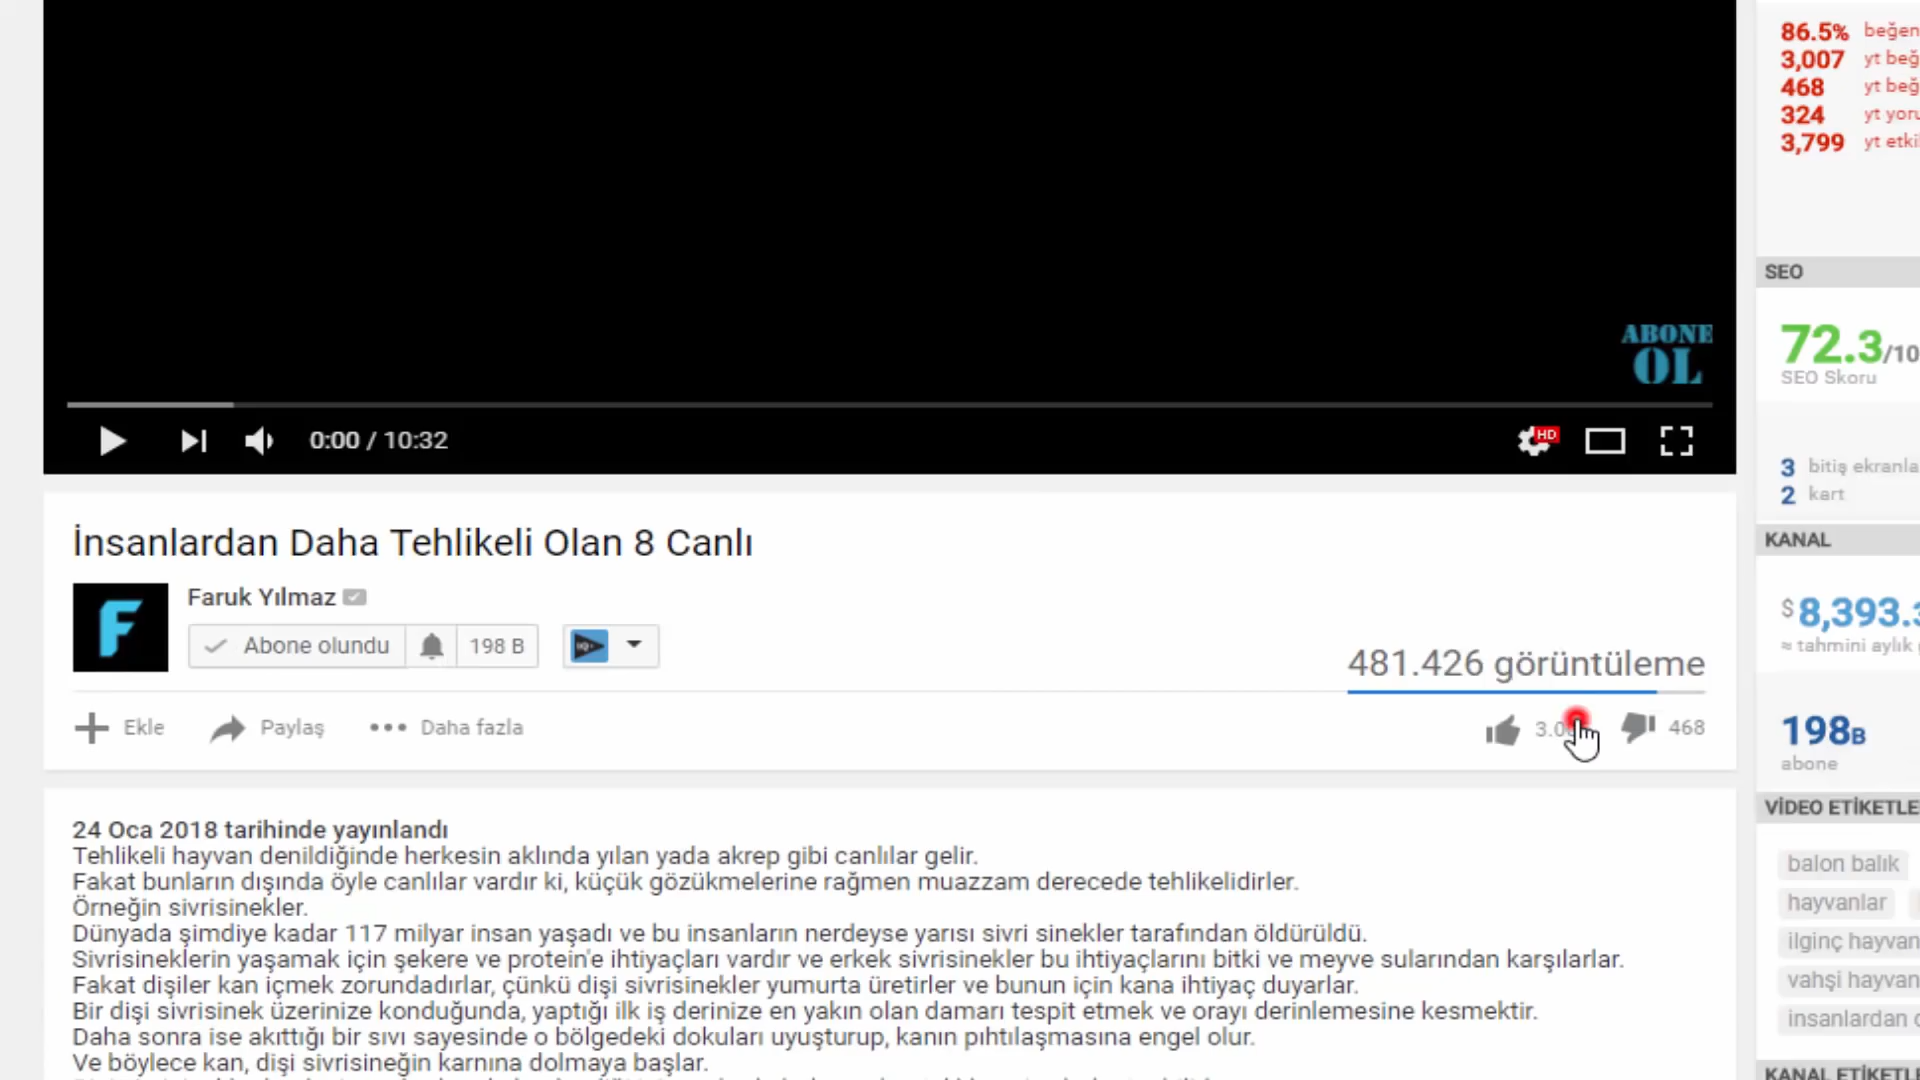 ABONE
OL
0:00 / 10:32
HD
İnsanlardan Daha Tehlikeli Olan 8 Canlı
F
Faruk Yılmaz
Abone olundu 198 B
481.426 görüntüleme
Ekle Paylaş Daha fazla
468
24 Oca 2018 tarihinde yayınlandı
Tehlikeli hayvan denildiğinde herkesin aklında yılan yada akrep gibi canlılar gelir.
Fakat bunların dışında öyle canlılar vardır ki, küçük gözükmelerine rağmen muazzam derecede tehlikelidirler.
Örneğin sivrisinekler.
Dünyada şimdiye kadar 117 milyar insan yaşadı ve bu insanların nerdeyse yarısı sivri sinekler tarafından öldürüldü.
Sivrisineklerin yaşamak için şekere ve protein'e ihtiyaçları vardır ve erkek sivrisinekler bu ihtiyaçlarını bitki ve meyve sularından karşılarlar.
Fakat dişiler kan içmek zorundadırlar, çünkü dişi sivrisinekler yumurta üretirler ve bunun için kana ihtiyaç duyarlar.
Bir dişi sivrisinek üzerinize konduğunda, yaptığı ilk iş derinize en yakın olan damarı tespit etmek ve orayı derinlemesine kesmektir.
Daha sonra ise akıttığı bir sıvı sayesinde o bölgedeki dokuları uyuşturup, kanın pıhtılaşmasına engel olur.
Ve böylece kan, dişi sivrisineğin karnına dolmaya başlar.
86.5% beğen
3,007 yt beğ
468 yt beğ
324 yt yoru
3,799 yt etki
SEO
72.3/10
SEO Skoru
3 bitiş ekranla
2 kart
KANAL
$8,393.3
≈ tahmini aylık
198B
abone
VİDEO ETİKETLE
balon balık
hayvanlar
ilginç hayvan
vahşi hayvan
insanlardan
KANAL ETİKETLE